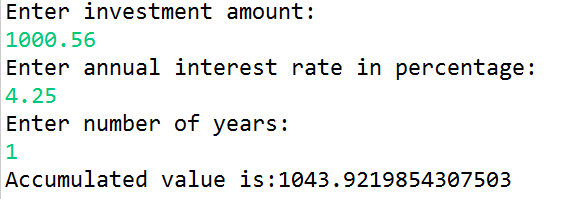 Enter investment amount:
1000.56
Enter annual interest rate in percentage:
4.25
Enter number of years:
1
Accumulated value is:1043.9219854307503